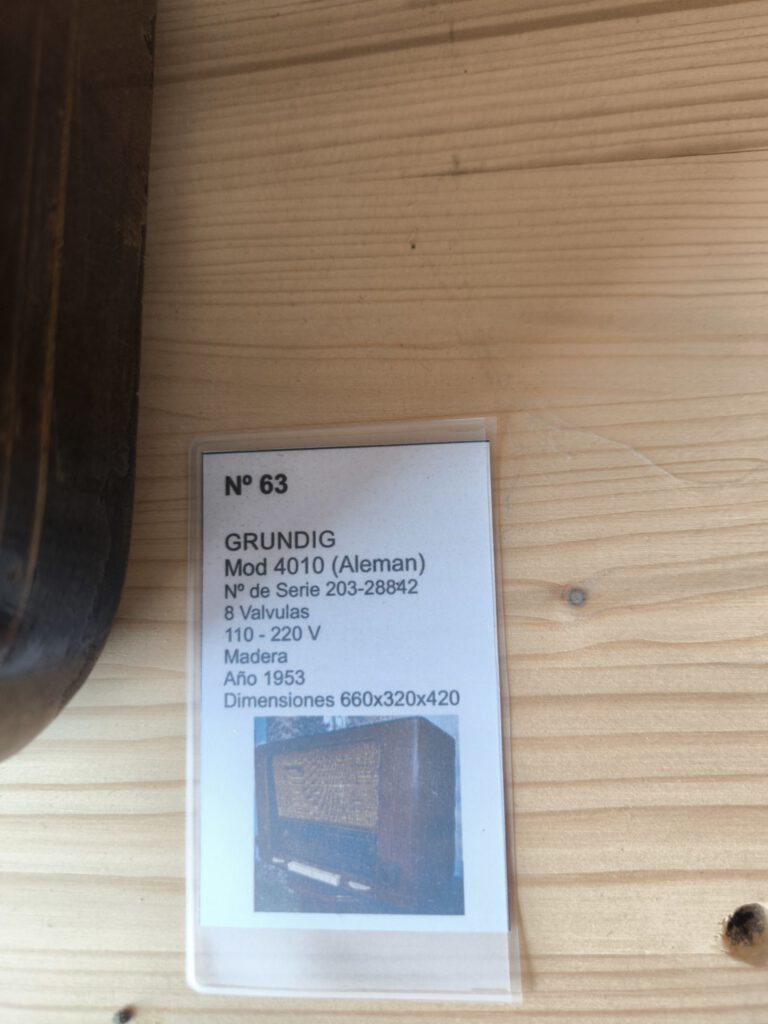 Nº 63
GRUNDIG
Mod 4010 (Aleman)
Nº de Serie 203-28842
8 Valvulas
110 - 220 V
Madera
Año 1953
Dimensiones 660x320x420